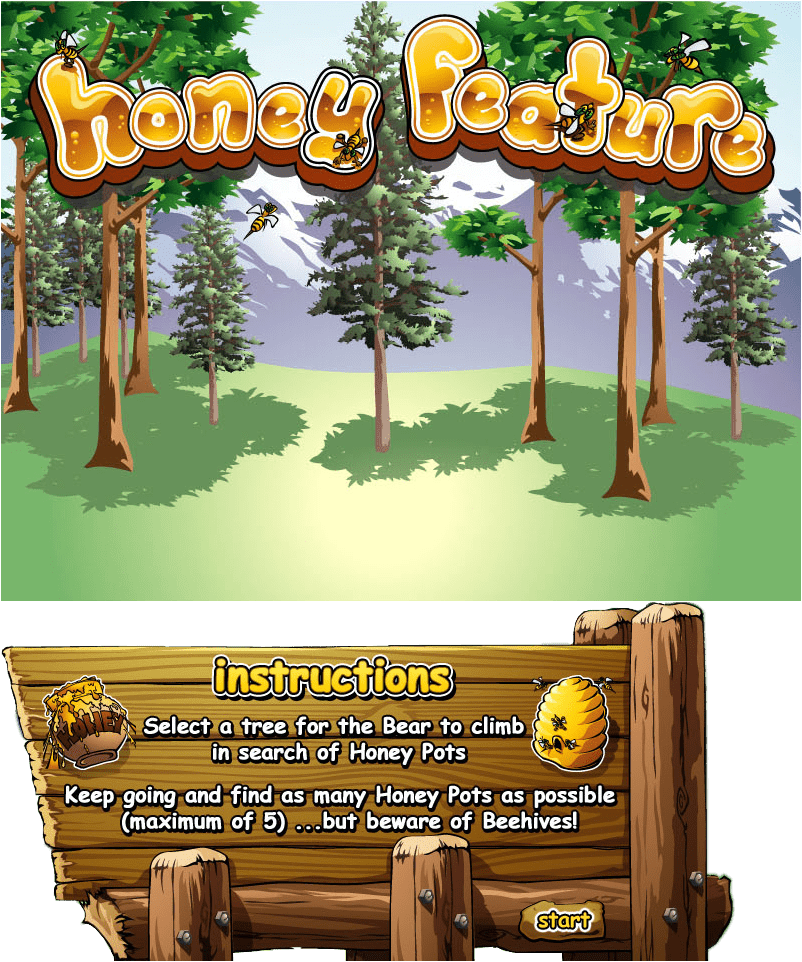 honey feature
instructions
HONEY
Select a tree for the Bear to climb
in search of Honey Pots
Keep going and find as many Honey Pots as possible
(maximum of 5) ...but beware of Beehives!
start